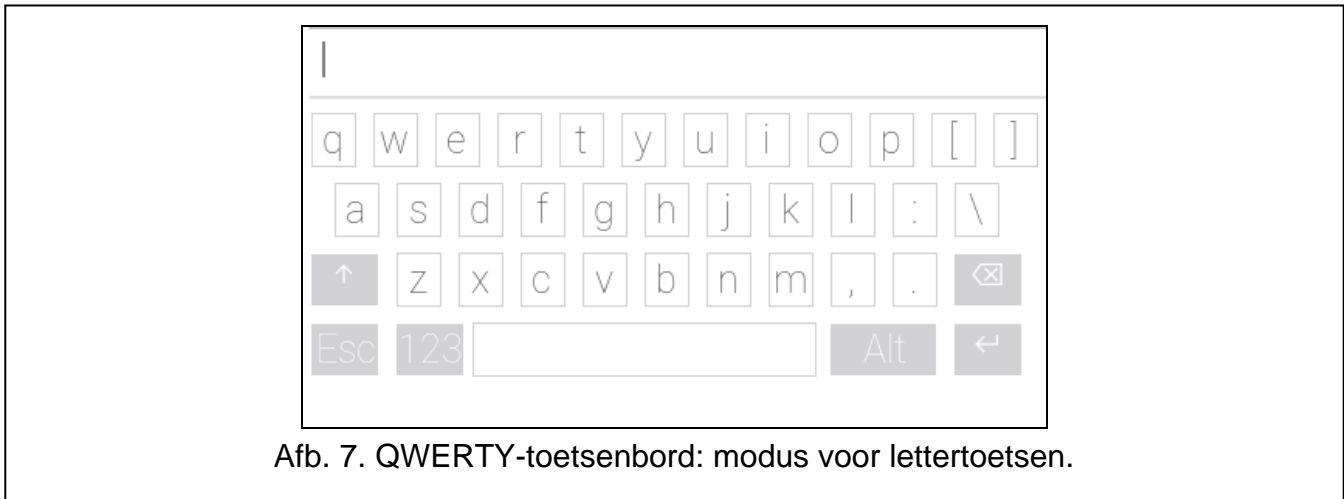 q w e r t y u i o p [ ]
a s d f g h j k l : \
↑ z x c v b n m , . ⌫
Esc 123 Alt ↵
Afb. 7. QWERTY-toetsenbord: modus voor lettertoetsen.